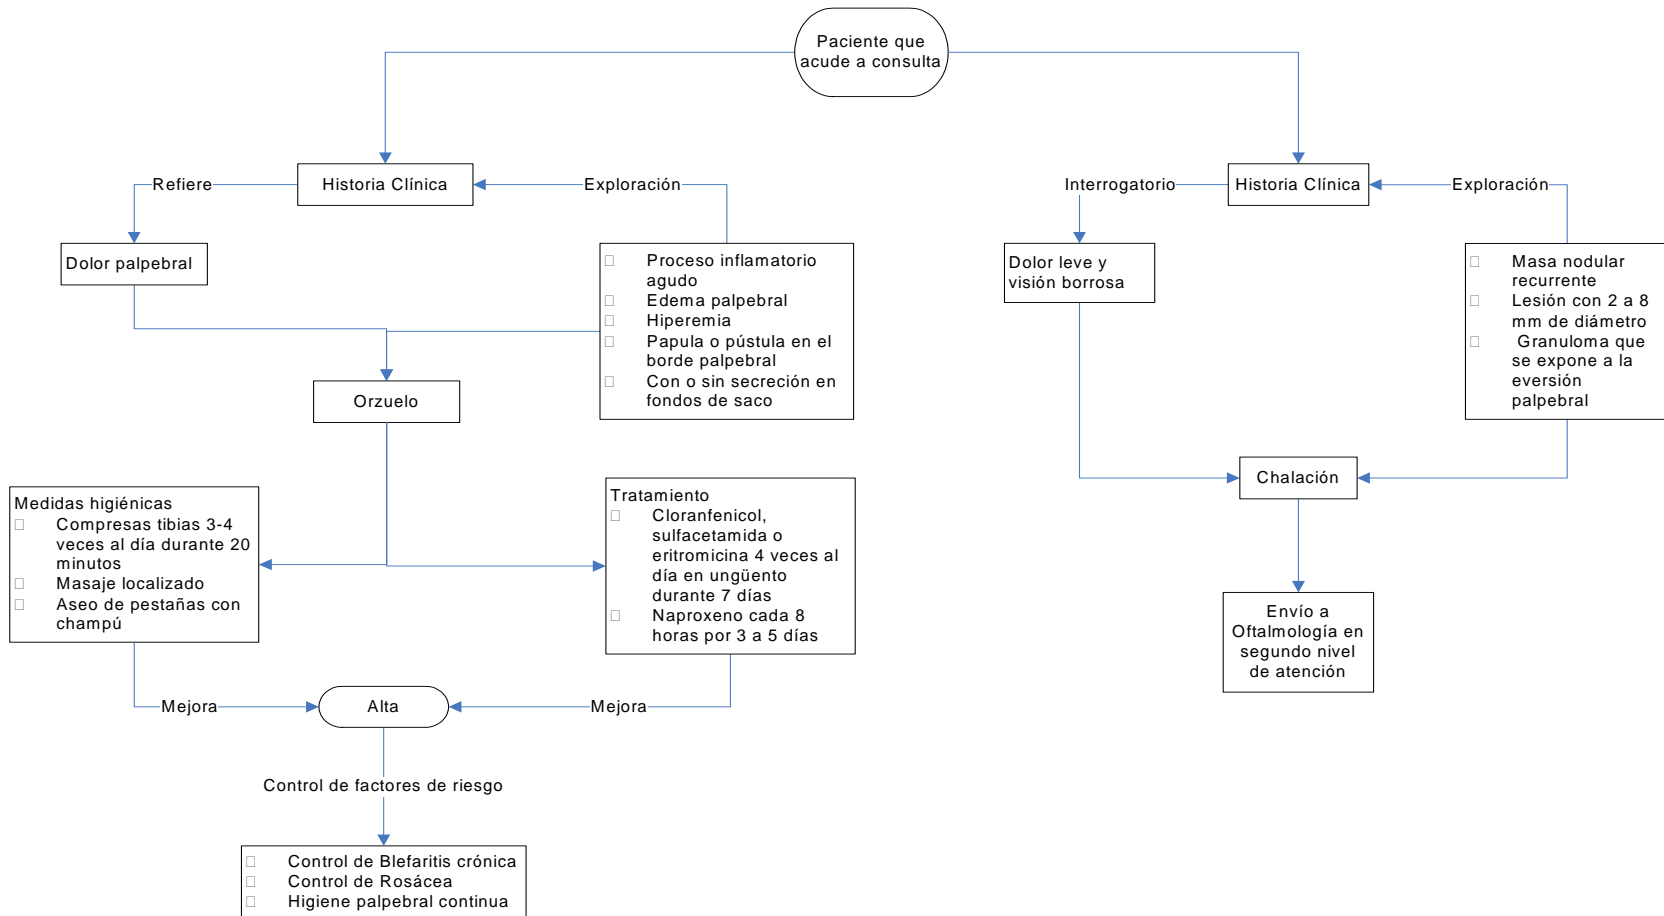 Paciente que
acude a consulta
Refiere
Historia Clínica
Exploración
Dolor palpebral
Proceso inflamatorio
agudo
Edema palpebral
Hiperemia
Papula o pústula en el
borde palpebral
Con o sin secreción en
fondos de saco
Orzuelo
Medidas higiénicas
Compresas tibias 3-4
veces al día durante 20
minutos
Masaje localizado
Aseo de pestañas con
champú
Tratamiento
Cloranfenicol,
sulfacetamida o
eritromicina 4 veces al
día en ungüento
durante 7 días
Naproxeno cada 8
horas por 3 a 5 días
Mejora
Alta
Mejora
Control de factores de riesgo
Control de Blefaritis crónica
Control de Rosácea
Higiene palpebral continua
Interrogatorio
Historia Clínica
Exploración
Dolor leve y
visión borrosa
Masa nodular
recurrente
Lesión con 2 a 8
mm de diámetro
Granuloma que
se expone a la
eversión
palpebral
Chalación
Envío a
Oftalmología en
segundo nivel
de atención